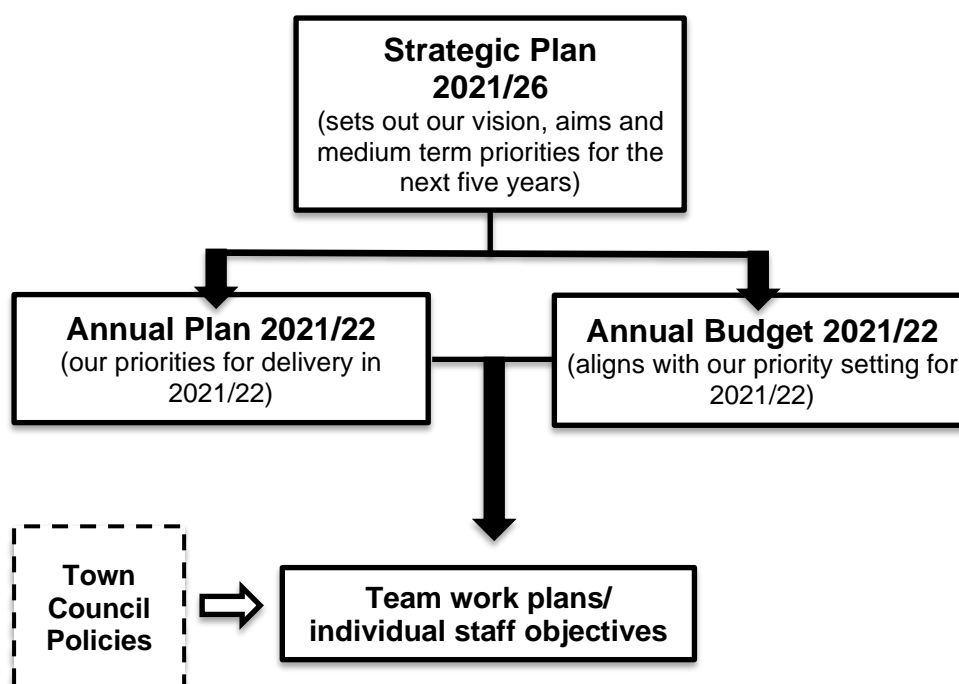 Strategic Plan
2021/26
(sets out our vision, aims and
medium term priorities for the
next five years)
Annual Plan 2021/22
(our priorities for delivery in
2021/22)
Annual Budget 2021/22
(aligns with our priority setting for
2021/22)
Town
Council
Policies
Team work plans/
individual staff objectives